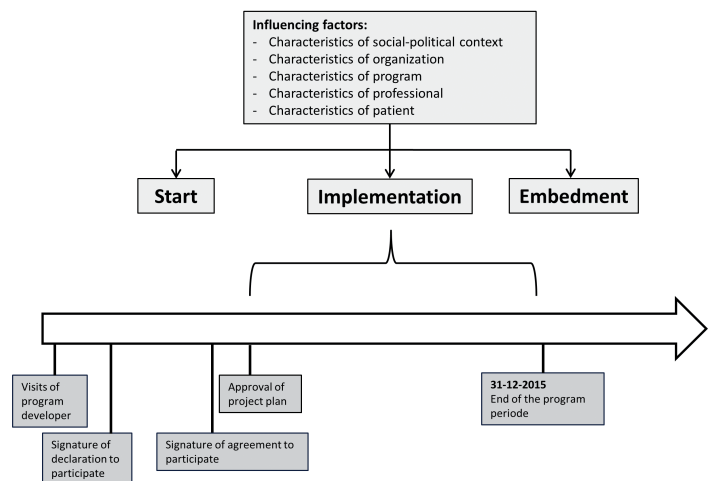 Influencing factors:
- Characteristics of social-political context
- Characteristics of organization
- Characteristics of program
- Characteristics of professional
- Characteristics of patient
Start
Implementation
Embedment
Visits of
program
developer
Signature of
declaration to
participate
Signature of agreement to
participate
Approval of
project plan
31-12-2015
End of the program
periode